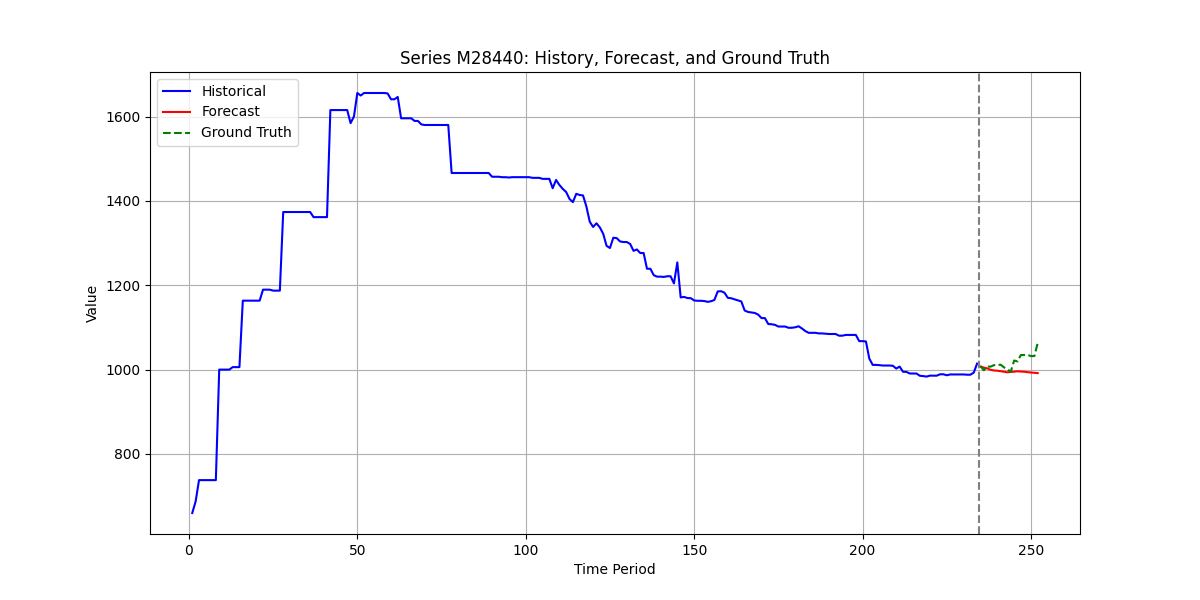 Series M28440: History, Forecast, and Ground Truth
Historical
Forecast
Ground Truth
1600
1400
1200
1000
800
Value
0
50
100
150
200
250
Time Period